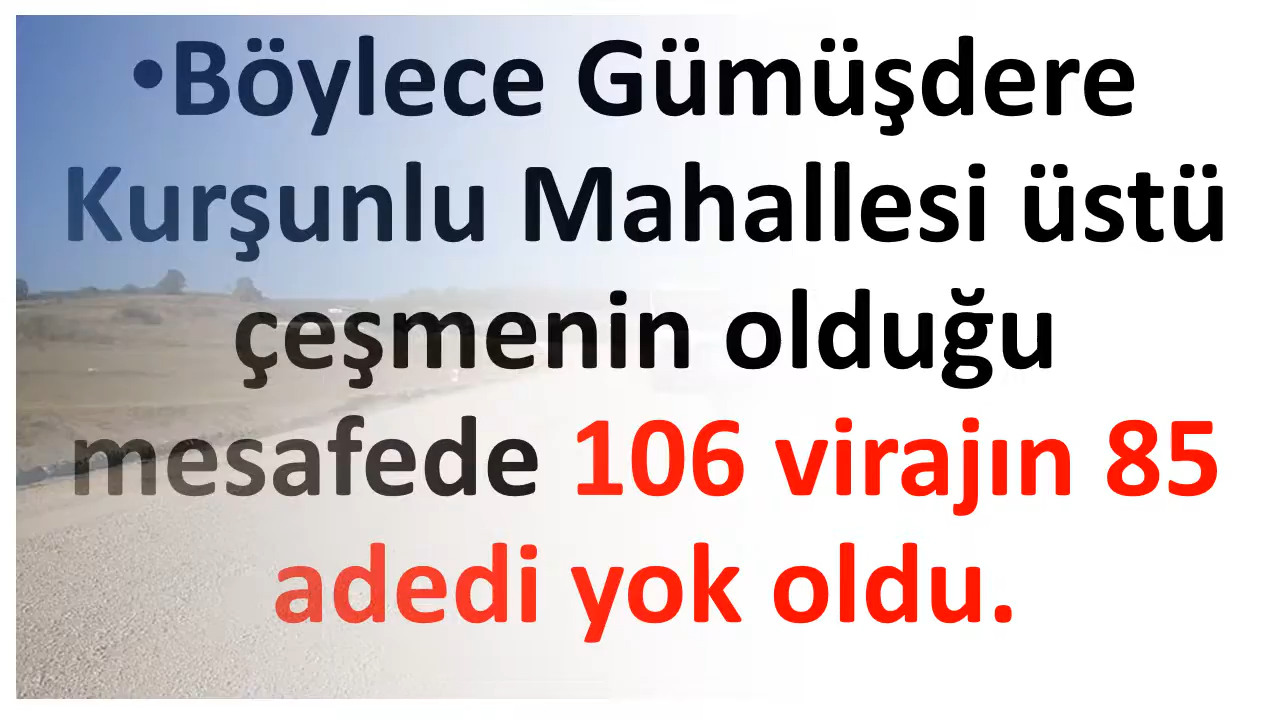 •Böylece Gümüşdere
Kurşunlu Mahallesi üstü
çeşmenin olduğu
mesafede 106 virajın 85
adedi yok oldu.